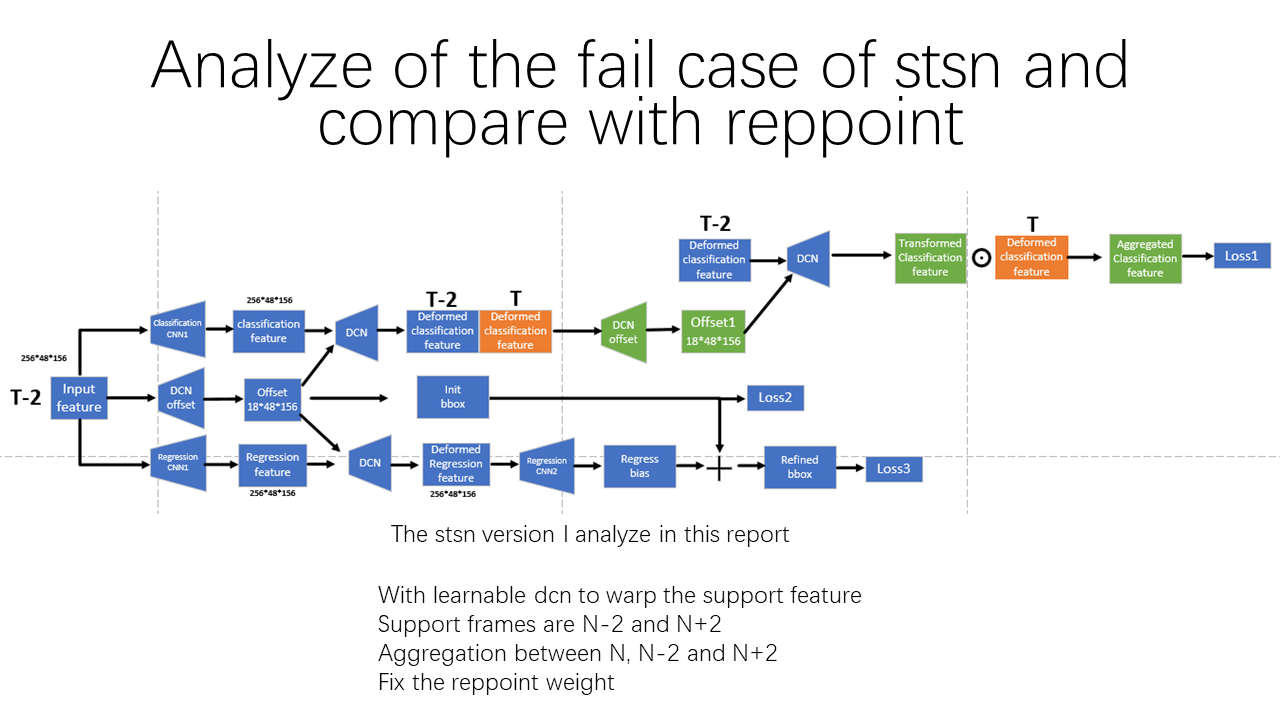 Analyze of the fail case of stsn and
compare with reppoint
T-2
Deformed
classification
feature
DCN
Transformed
Classification
feature
T
Deformed
classification
feature
Aggregated
Classification
feature
Loss1
256*48*156
Classification
CNN1
256*48*156
classification
feature
DCN
T-2
Deformed
classification
feature
T
Deformed
classification
feature
DCN
offset
Offset1
18*48*156
T-2
Input
feature
DCN
offset
Offset
18*48*156
Init
bbox
Loss2
Regression
CNN1
Regression
feature
256*48*156
DCN
Deformed
Regression
feature
256*48*156
Regression
CNN2
Regress
bias
Refined
bbox
Loss3
The stsn version I analyze in this report
With learnable dcn to warp the support feature
Support frames are N-2 and N+2
Aggregation between N, N-2 and N+2
Fix the reppoint weight